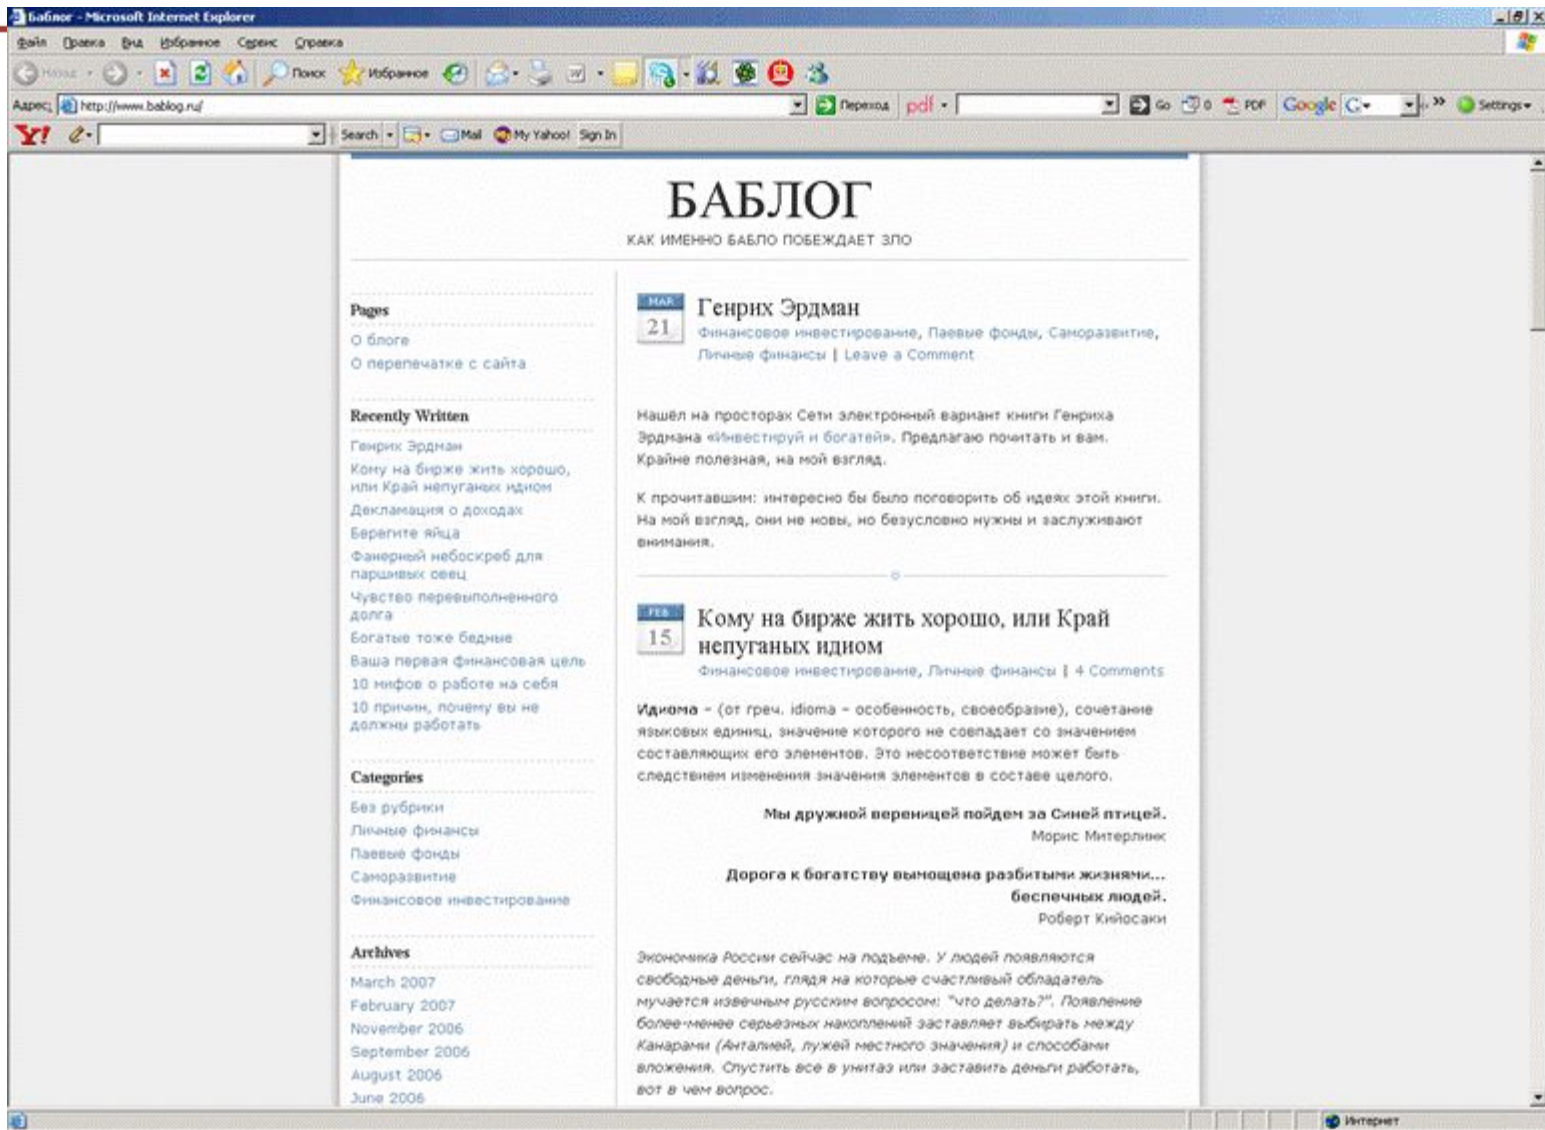 Баблог - Microsoft Internet Explorer
Файл Правка Вид Избранное Сервис Справка
Назад Поиск Избранное
Адрес: http://www.bablog.ru/ Переход pdf Go 0 PDF Google G Settings
Y! Search Mail My Yahoo! Sign In
БАБЛОГ
КАК ИМЕННО БАБЛО ПОБЕЖДАЕТ ЗЛО
Pages
О блоге
О перепечатке с сайта
Recently Written
Генрих Эрдман
Кому на бирже жить хорошо,
или Край непуганых идиом
Декламация о доходах
Берегите яйца
Фанерный небоскреб для
паршивых овец
Чувство перевыполненного
долга
Богатые тоже бедные
Ваша первая финансовая цель
10 мифов о работе на себя
10 причин, почему вы не
должны работать
Categories
Без рубрики
Личные финансы
Паевые фонды
Саморазвитие
Финансовое инвестирование
Archives
March 2007
February 2007
November 2006
September 2006
August 2006
June 2006
MAR
21
Генрих Эрдман
Финансовое инвестирование, Паевые фонды, Саморазвитие,
Личные финансы | Leave a Comment
Нашёл на просторах Сети электронный вариант книги Генриха
Эрдмана «Инвестируй и богатей». Предлагаю почитать и вам.
Крайне полезная, на мой взгляд.
К прочитавшим: интересно бы было поговорить об идеях этой книги.
На мой взгляд, они не новы, но безусловно нужны и заслуживают
внимания.
FEB
15
Кому на бирже жить хорошо, или Край
непуганых идиом
Финансовое инвестирование, Личные финансы | 4 Comments
Идиома – (от греч. idioma – особенность, своеобразие), сочетание
языковых единиц, значение которого не совпадает со значением
составляющих его элементов. Это несоответствие может быть
следствием изменения значения элементов в составе целого.
Мы дружной вереницей пойдем за Синей птицей.
Морис Митерлинк
Дорога к богатству вымощена разбитыми жизнями…
беспечных людей.
Роберт Кийосаки
Экономика России сейчас на подъеме. У людей появляются
свободные деньги, глядя на которые счастливый обладатель
мучается извечным русским вопросом: "что делать?". Появление
более-менее серьезных накоплений заставляет выбирать между
Канарами (Анталией, лужей местного значения) и способами
вложения. Спустить все в унитаз или заставить деньги работать,
вот в чем вопрос.
Интернет